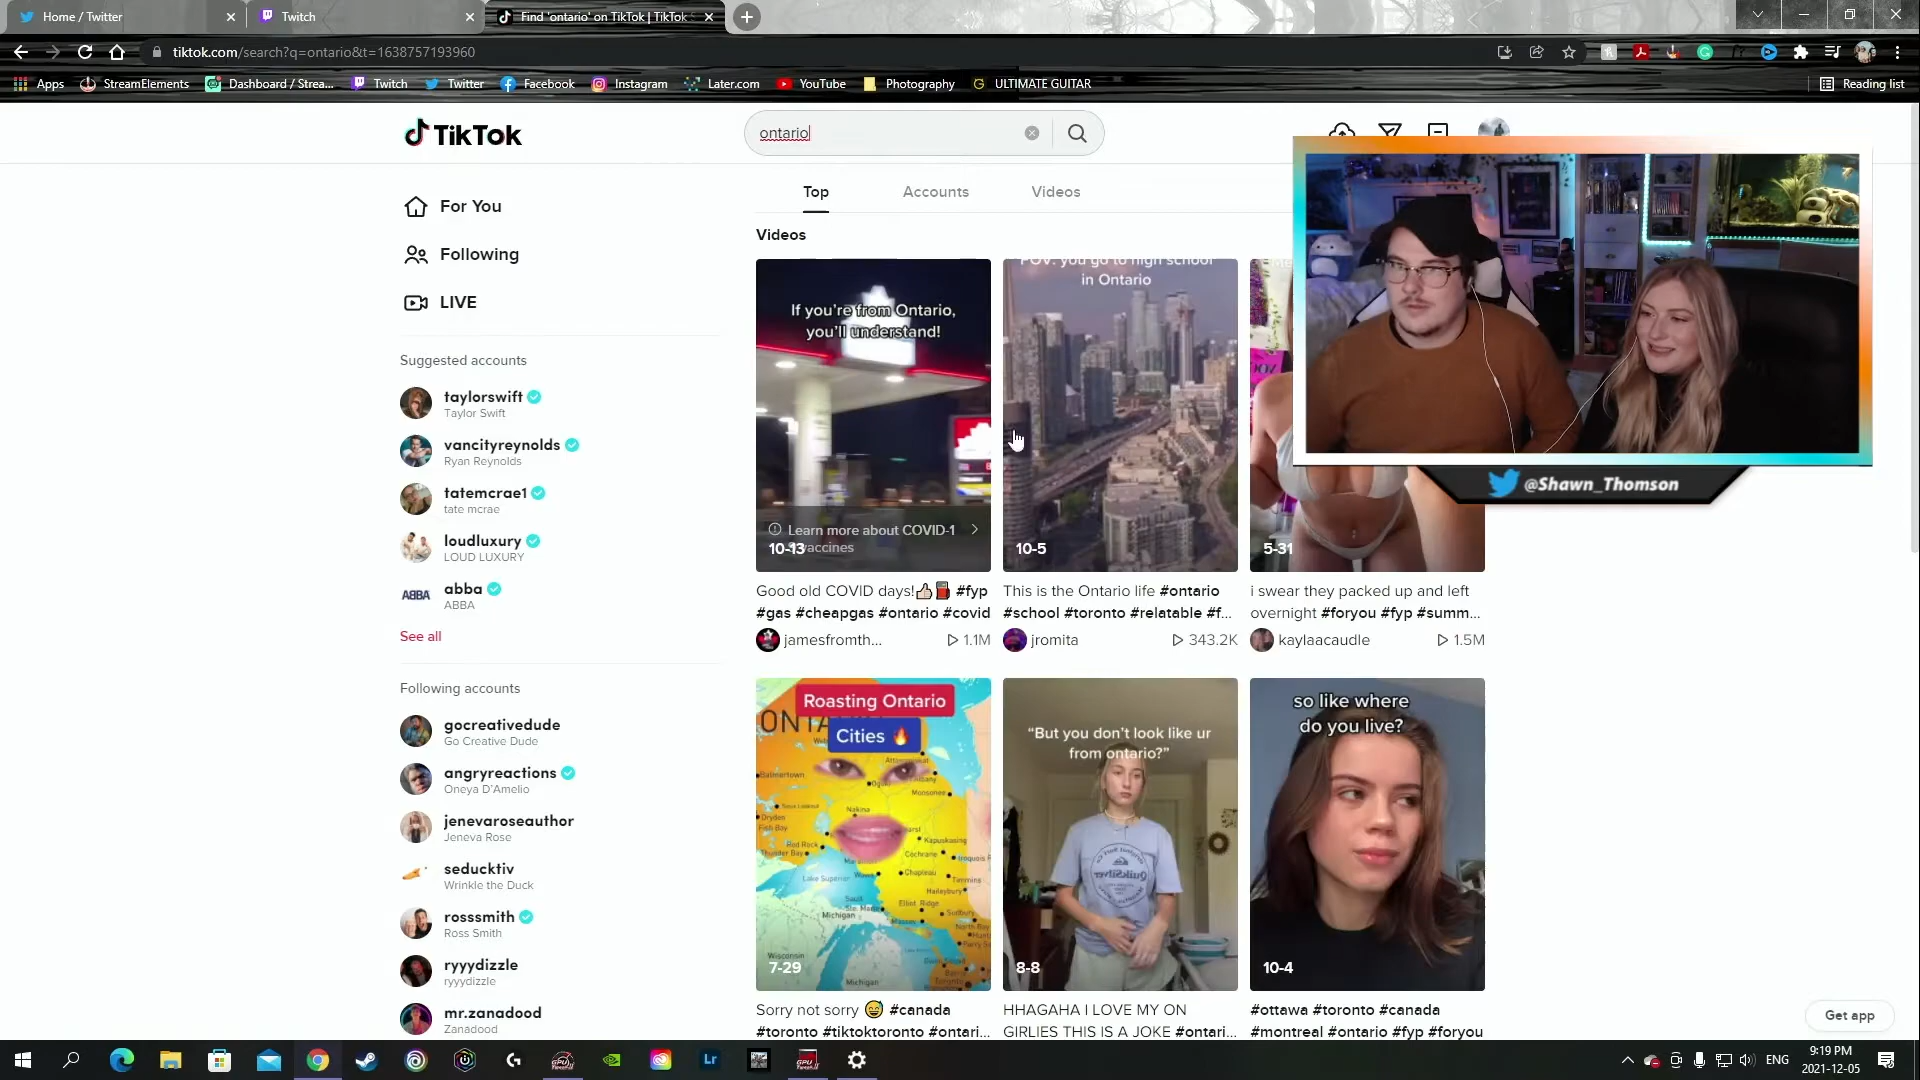 Home / Twitter
Twitch
Find 'ontario' on TikTok | TikTok S
tiktok.com/search?q=ontario&t=1638757193960
Apps
StreamElements
Dashboard / Strea...
Twitch
Twitter
Facebook
Instagram
Later.com
YouTube
Photography
ULTIMATE GUITAR
Reading list
TikTok
ontario
For You
Following
LIVE
Suggested accounts
taylorswift
Taylor Swift
vancityreynolds
Ryan Reynolds
tatemcrae1
tate mcrae
loudluxury
LOUD LUXURY
ABBA
abba
ABBA
See all
Following accounts
gocreativedude
Go Creative Dude
angryreactions
Oneya D'Amelio
jenevaroseauthor
Jeneva Rose
seducktiv
Wrinkle the Duck
rosssmith
Ross Smith
ryyydizzle
ryyydizzle
mr.zanadood
Zanadood
Top
Accounts
Videos
Videos
If you're from Ontario,
you'll understand!
Learn more about COVID-1
vaccines
10-13
Good old COVID days!👍🏻⛽ #fyp
#gas #cheapgas #ontario #covid
jamesfromth...
1.1M
POV: you go to high school
in Ontario
10-5
This is the Ontario life #ontario
#school #toronto #relatable #f...
jromita
343.2K
5-31
i swear they packed up and left
overnight #foryou #fyp #summ...
kaylaacaudle
1.5M
@Shawn_Thomson
Roasting Ontario
Cities 🔥
7-29
Sorry not sorry 😅 #canada
#toronto #tiktoktoronto #ontari...
"But you don't look like ur
from ontario?"
8-8
HHAGAHA I LOVE MY ON
GIRLIES THIS IS A JOKE #ontari...
so like where
do you live?
10-4
#ottawa #toronto #canada
#montreal #ontario #fyp #foryou
Get app
Lr
ENG
9:19 PM
2021-12-05